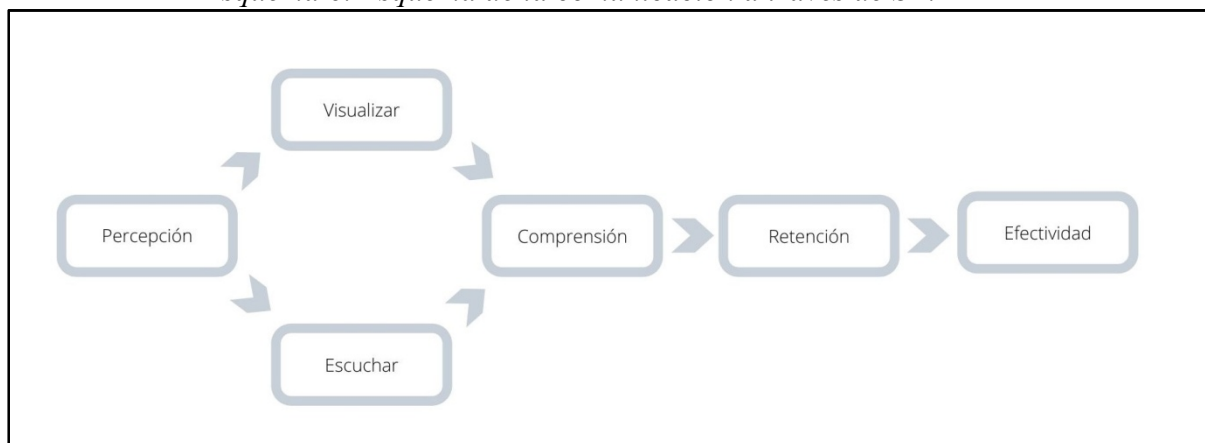 Visualizar
Percepción
Comprensión
Retención
Efectividad
Escuchar